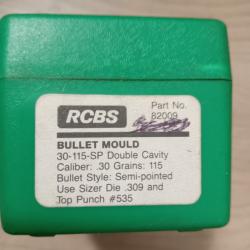 RCBS
Part No.
82009
BULLET MOULD
30-115-SP Double Cavity
Caliber: .30 Grains: 115
Bullet Style: Semi-pointed
Use Sizer Die .309 and
Top Punch #535